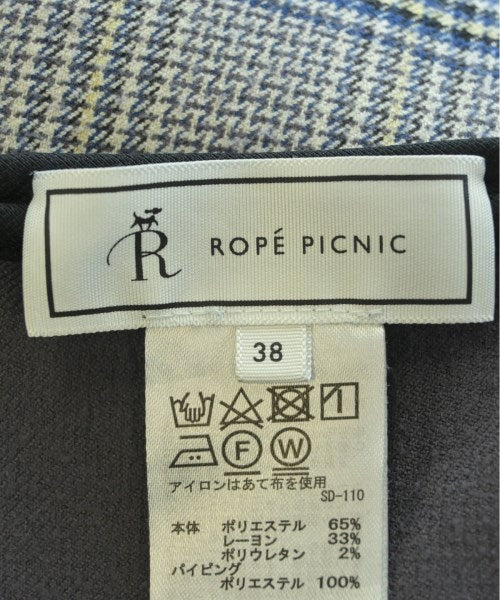 R ROPÉ PICNIC
38
F W
アイロンはあて布を使用
SD-110
本体 ポリエステル 65%
レーヨン 33%
ポリウレタン 2%
パイピング
ポリエステル 100%